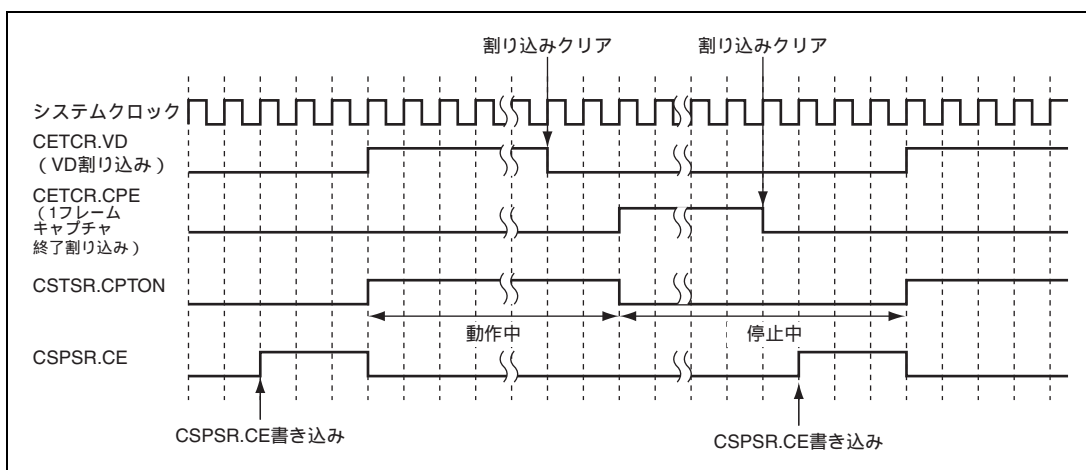 割り込みクリア
割り込みクリア
システムクロック
CETCR.VD
（VD割り込み）
CETCR.CPE
（1フレーム
キャプチャ
終了割り込み）
CSTSR.CPTON
動作中
停止中
CSPSR.CE
CSPSR.CE書き込み
CSPSR.CE書き込み